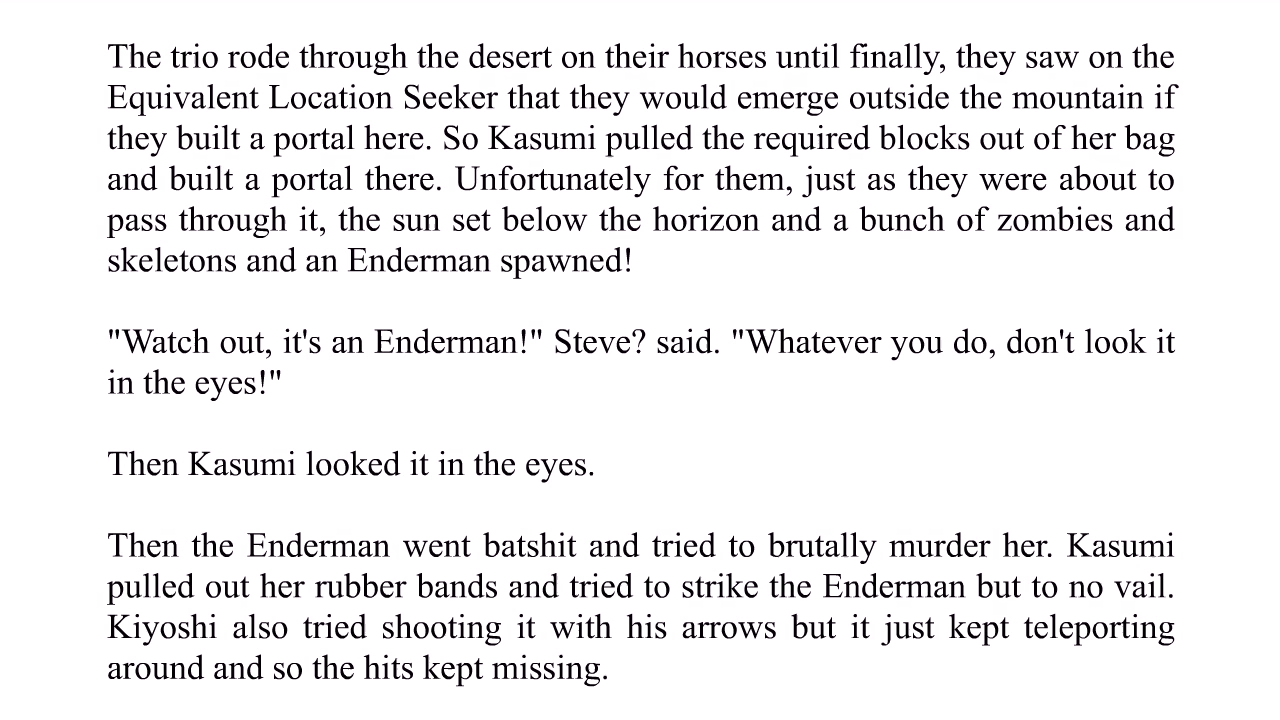 The trio rode through the desert on their horses until finally, they saw on the
Equivalent Location Seeker that they would emerge outside the mountain if
they built a portal here. So Kasumi pulled the required blocks out of her bag
and built a portal there. Unfortunately for them, just as they were about to
pass through it, the sun set below the horizon and a bunch of zombies and
skeletons and an Enderman spawned!
"Watch out, it's an Enderman!" Steve? said. "Whatever you do, don't look it
in the eyes!"
Then Kasumi looked it in the eyes.
Then the Enderman went batshit and tried to brutally murder her. Kasumi
pulled out her rubber bands and tried to strike the Enderman but to no vail.
Kiyoshi also tried shooting it with his arrows but it just kept teleporting
around and so the hits kept missing.